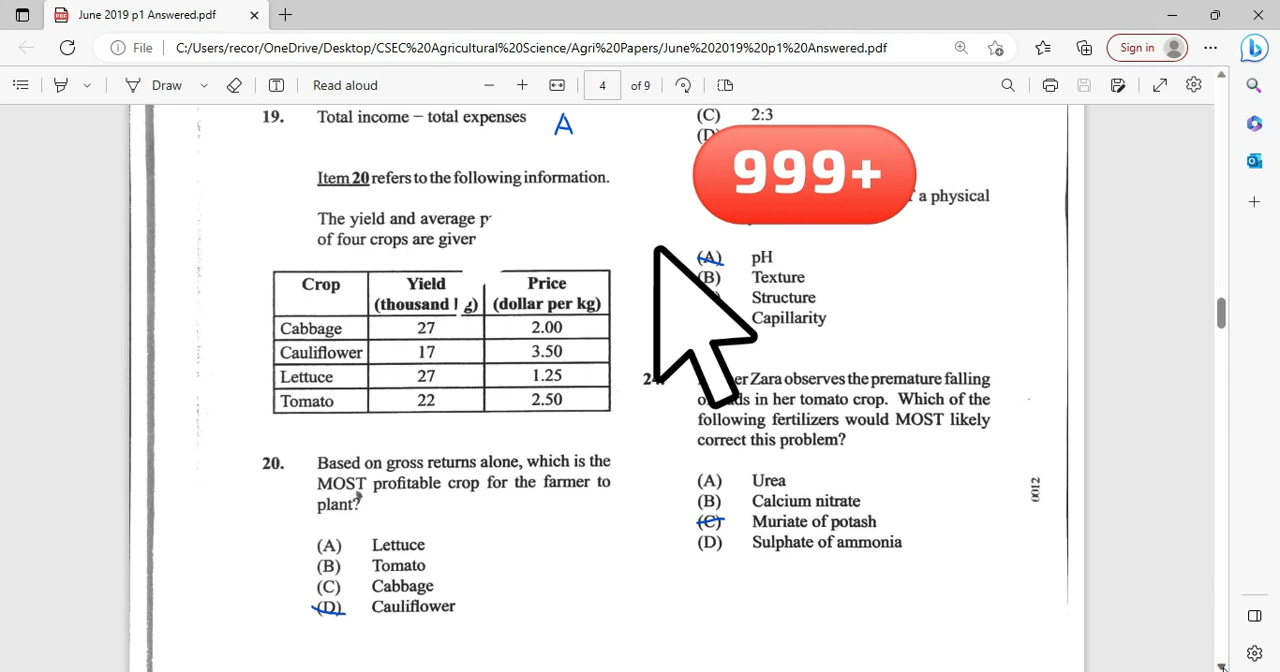 June 2019 p1 Answered.pdf
File
C:/Users/recor/OneDrive/Desktop/CSEC%20Agricultural%20Science/Agri%20Papers/June%202019%20p1%20Answered.pdf
Sign in
Draw
Read aloud
4
of 9
19. Total income – total expenses
A
Item 20 refers to the following information.
The yield and average
of four crops are
Crop Yield (thousand Price (dollar per kg)
Cabbage 27 2.00
Cauliflower 17 3.50
Lettuce 27 1.25
Tomato 22 2.50
20. Based on gross returns alone, which is the
MOST profitable crop for the farmer to
plant?
(A) Lettuce
(B) Tomato
(C) Cabbage
(D) Cauliflower
(C) 2:3
999+
a physical
(A) pH
(B) Texture
Structure
Capillarity
Zara observes the premature falling
in her tomato crop. Which of the
following fertilizers would MOST likely
correct this problem?
(A) Urea
(B) Calcium nitrate
(C) Muriate of potash
(D) Sulphate of ammonia
0012